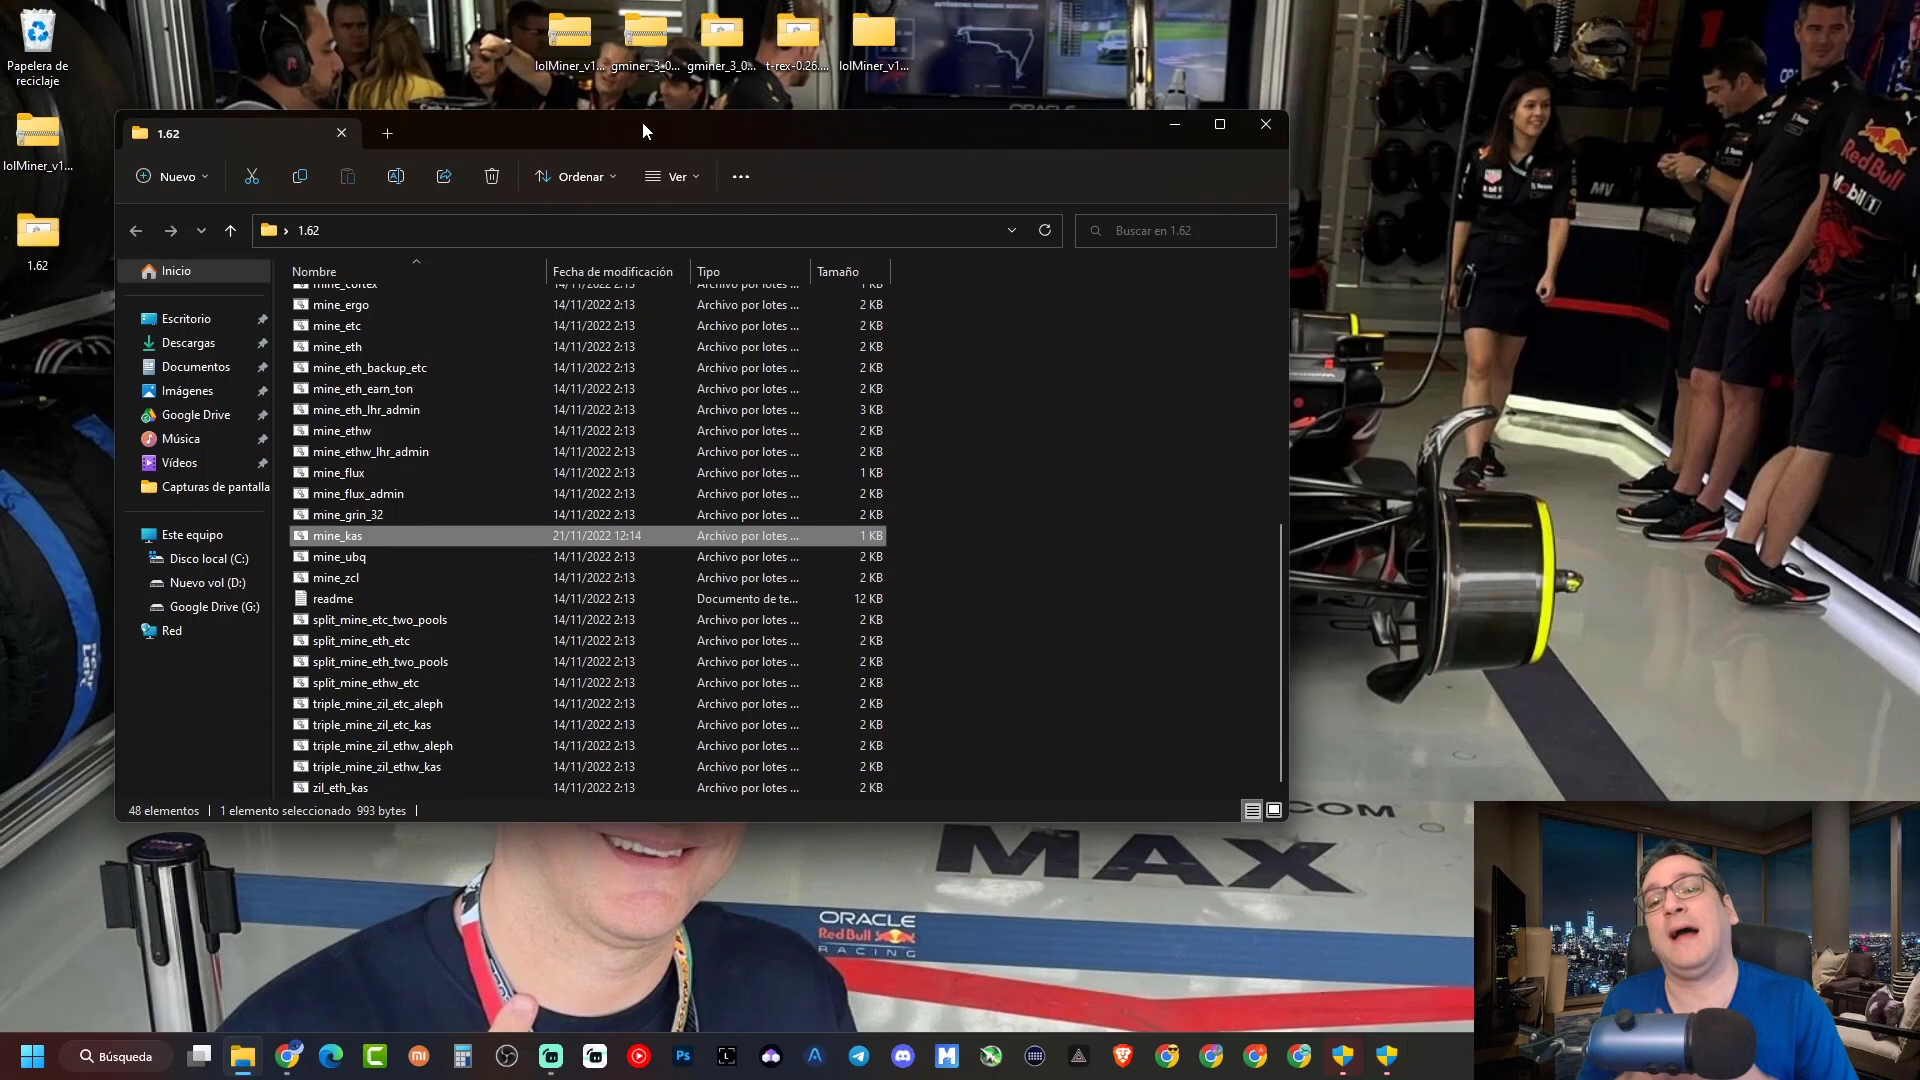 Papelera de
reciclaje
lolMiner_v1...
gminer_3_0...
gminer_3_0...
t-rex-0.26....
lolMiner_v1...
lolMiner_v1...
1.62
1.62
Nuevo
Ordenar
Ver
1.62
Buscar en 1.62
Inicio
Escritorio
Descargas
Documentos
Imágenes
Google Drive
Música
Vídeos
Capturas de pantalla
Este equipo
Disco local (C:)
Nuevo vol (D:)
Google Drive (G:)
Red
Nombre Fecha de modificación Tipo Tamaño
mine_cortex 14/11/2022 2:13 Archivo por lotes ... 1 KB
mine_ergo 14/11/2022 2:13 Archivo por lotes ... 2 KB
mine_etc 14/11/2022 2:13 Archivo por lotes ... 2 KB
mine_eth 14/11/2022 2:13 Archivo por lotes ... 2 KB
mine_eth_backup_etc 14/11/2022 2:13 Archivo por lotes ... 2 KB
mine_eth_earn_ton 14/11/2022 2:13 Archivo por lotes ... 2 KB
mine_eth_lhr_admin 14/11/2022 2:13 Archivo por lotes ... 3 KB
mine_ethw 14/11/2022 2:13 Archivo por lotes ... 2 KB
mine_ethw_lhr_admin 14/11/2022 2:13 Archivo por lotes ... 2 KB
mine_flux 14/11/2022 2:13 Archivo por lotes ... 1 KB
mine_flux_admin 14/11/2022 2:13 Archivo por lotes ... 2 KB
mine_grin_32 14/11/2022 2:13 Archivo por lotes ... 2 KB
mine_kas 21/11/2022 12:14 Archivo por lotes ... 1 KB
mine_ubq 14/11/2022 2:13 Archivo por lotes ... 2 KB
mine_zcl 14/11/2022 2:13 Archivo por lotes ... 2 KB
readme 14/11/2022 2:13 Documento de te... 12 KB
split_mine_etc_two_pools 14/11/2022 2:13 Archivo por lotes ... 2 KB
split_mine_eth_etc 14/11/2022 2:13 Archivo por lotes ... 2 KB
split_mine_eth_two_pools 14/11/2022 2:13 Archivo por lotes ... 2 KB
split_mine_ethw_etc 14/11/2022 2:13 Archivo por lotes ... 2 KB
triple_mine_zil_etc_aleph 14/11/2022 2:13 Archivo por lotes ... 2 KB
triple_mine_zil_etc_kas 14/11/2022 2:13 Archivo por lotes ... 2 KB
triple_mine_zil_ethw_aleph 14/11/2022 2:13 Archivo por lotes ... 2 KB
triple_mine_zil_ethw_kas 14/11/2022 2:13 Archivo por lotes ... 2 KB
zil_eth_kas 14/11/2022 2:13 Archivo por lotes ... 2 KB
48 elementos 1 elemento seleccionado 993 bytes
Red Bull
Mobil 1
MV
.COM
MAX
ORACLE
Red Bull
RACING
Búsqueda
Ps